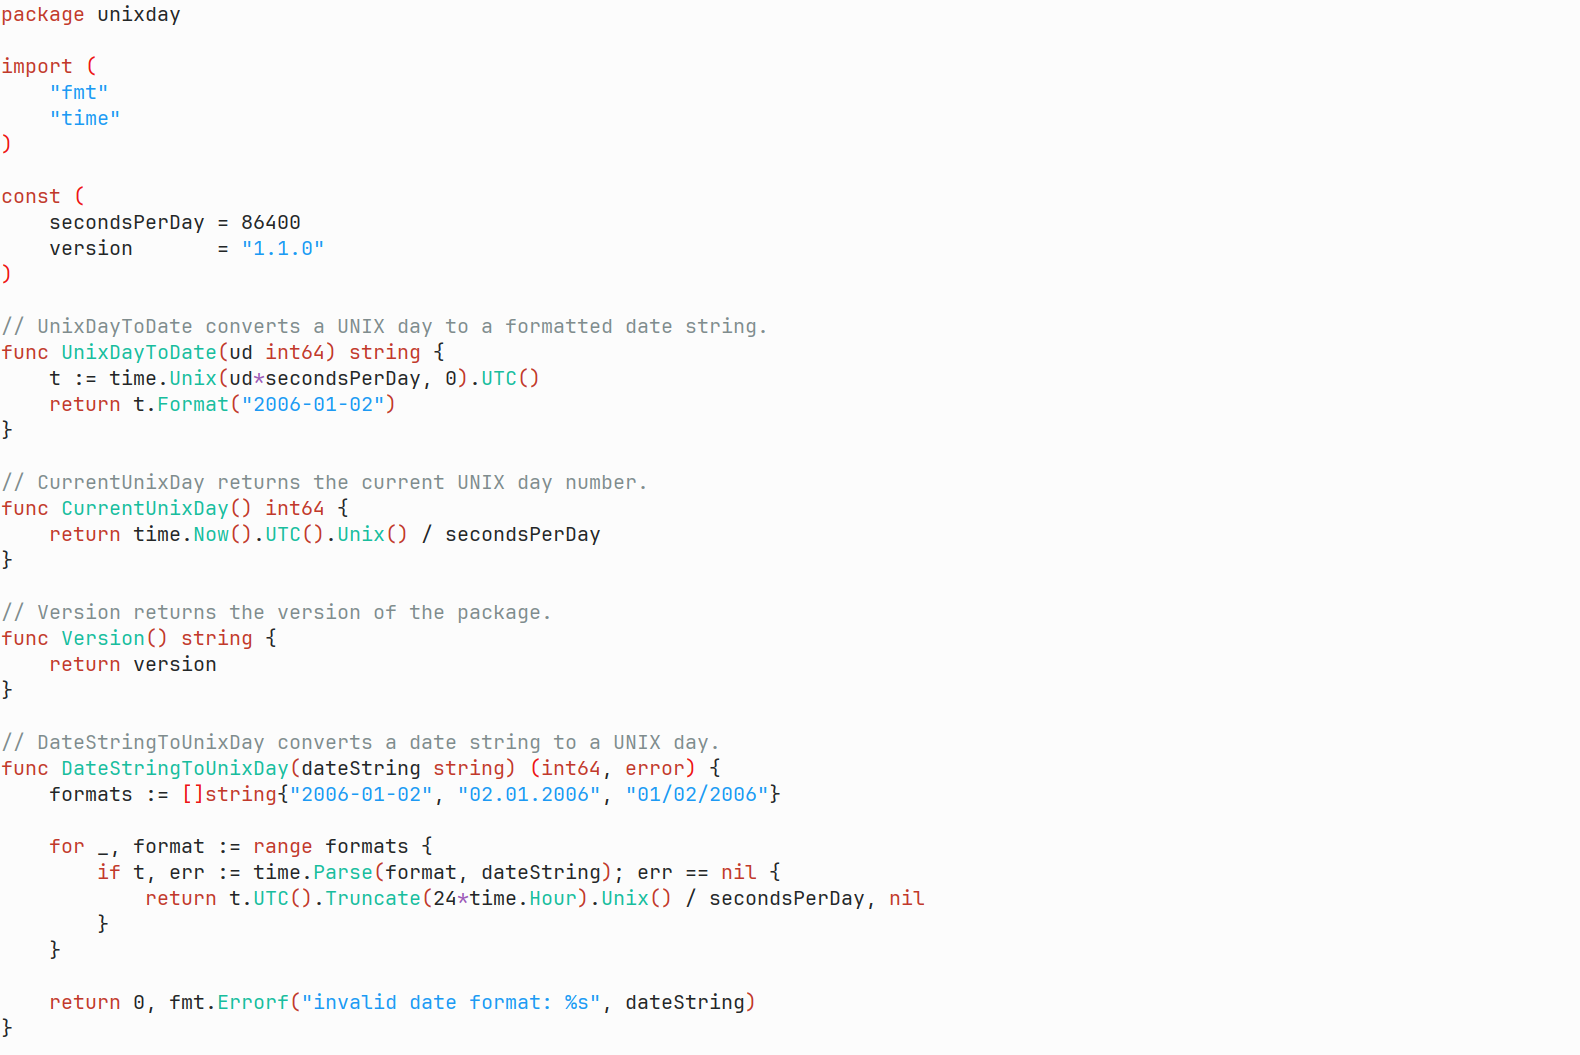 package unixday

import (
    "fmt"
    "time"
)

const (
    secondsPerDay = 86400
    version       = "1.1.0"
)

// UnixDayToDate converts a UNIX day to a formatted date string.
func UnixDayToDate(ud int64) string {
    t := time.Unix(ud*secondsPerDay, 0).UTC()
    return t.Format("2006-01-02")
}

// CurrentUnixDay returns the current UNIX day number.
func CurrentUnixDay() int64 {
    return time.Now().UTC().Unix() / secondsPerDay
}

// Version returns the version of the package.
func Version() string {
    return version
}

// DateStringToUnixDay converts a date string to a UNIX day.
func DateStringToUnixDay(dateString string) (int64, error) {
    formats := []string{"2006-01-02", "02.01.2006", "01/02/2006"}

    for _, format := range formats {
        if t, err := time.Parse(format, dateString); err == nil {
            return t.UTC().Truncate(24*time.Hour).Unix() / secondsPerDay, nil
        }
    }

    return 0, fmt.Errorf("invalid date format: %s", dateString)
}